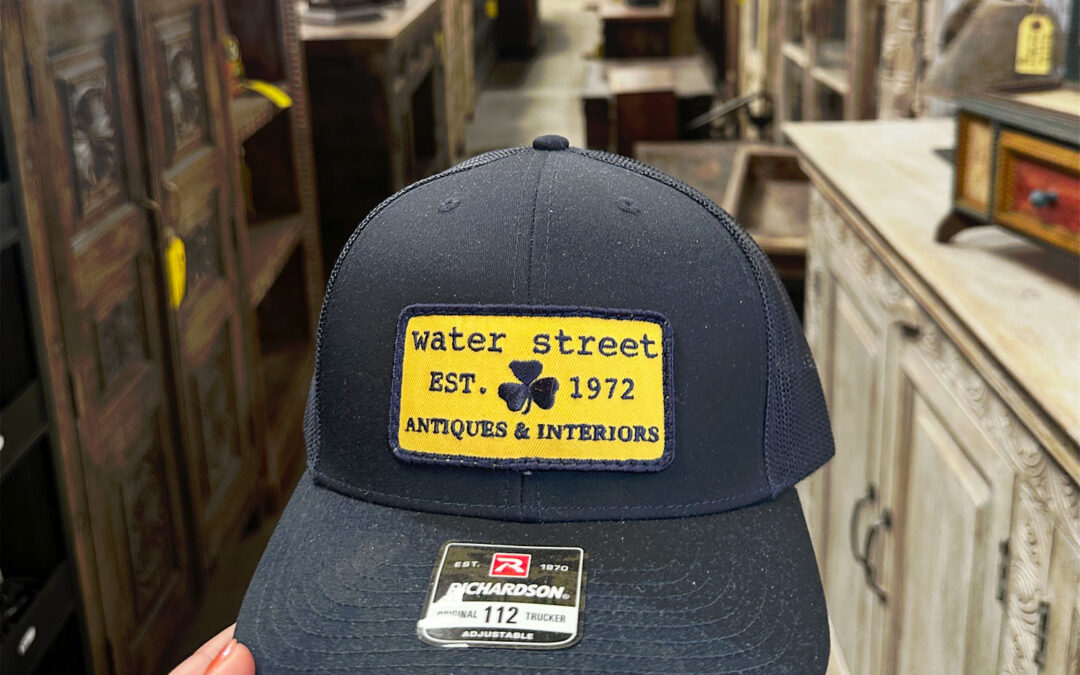 water street
EST. 1972
ANTIQUES & INTERIORS
EST. R 1970
RICHARDSON®
ORIGINAL 112 TRUCKER
ADJUSTABLE